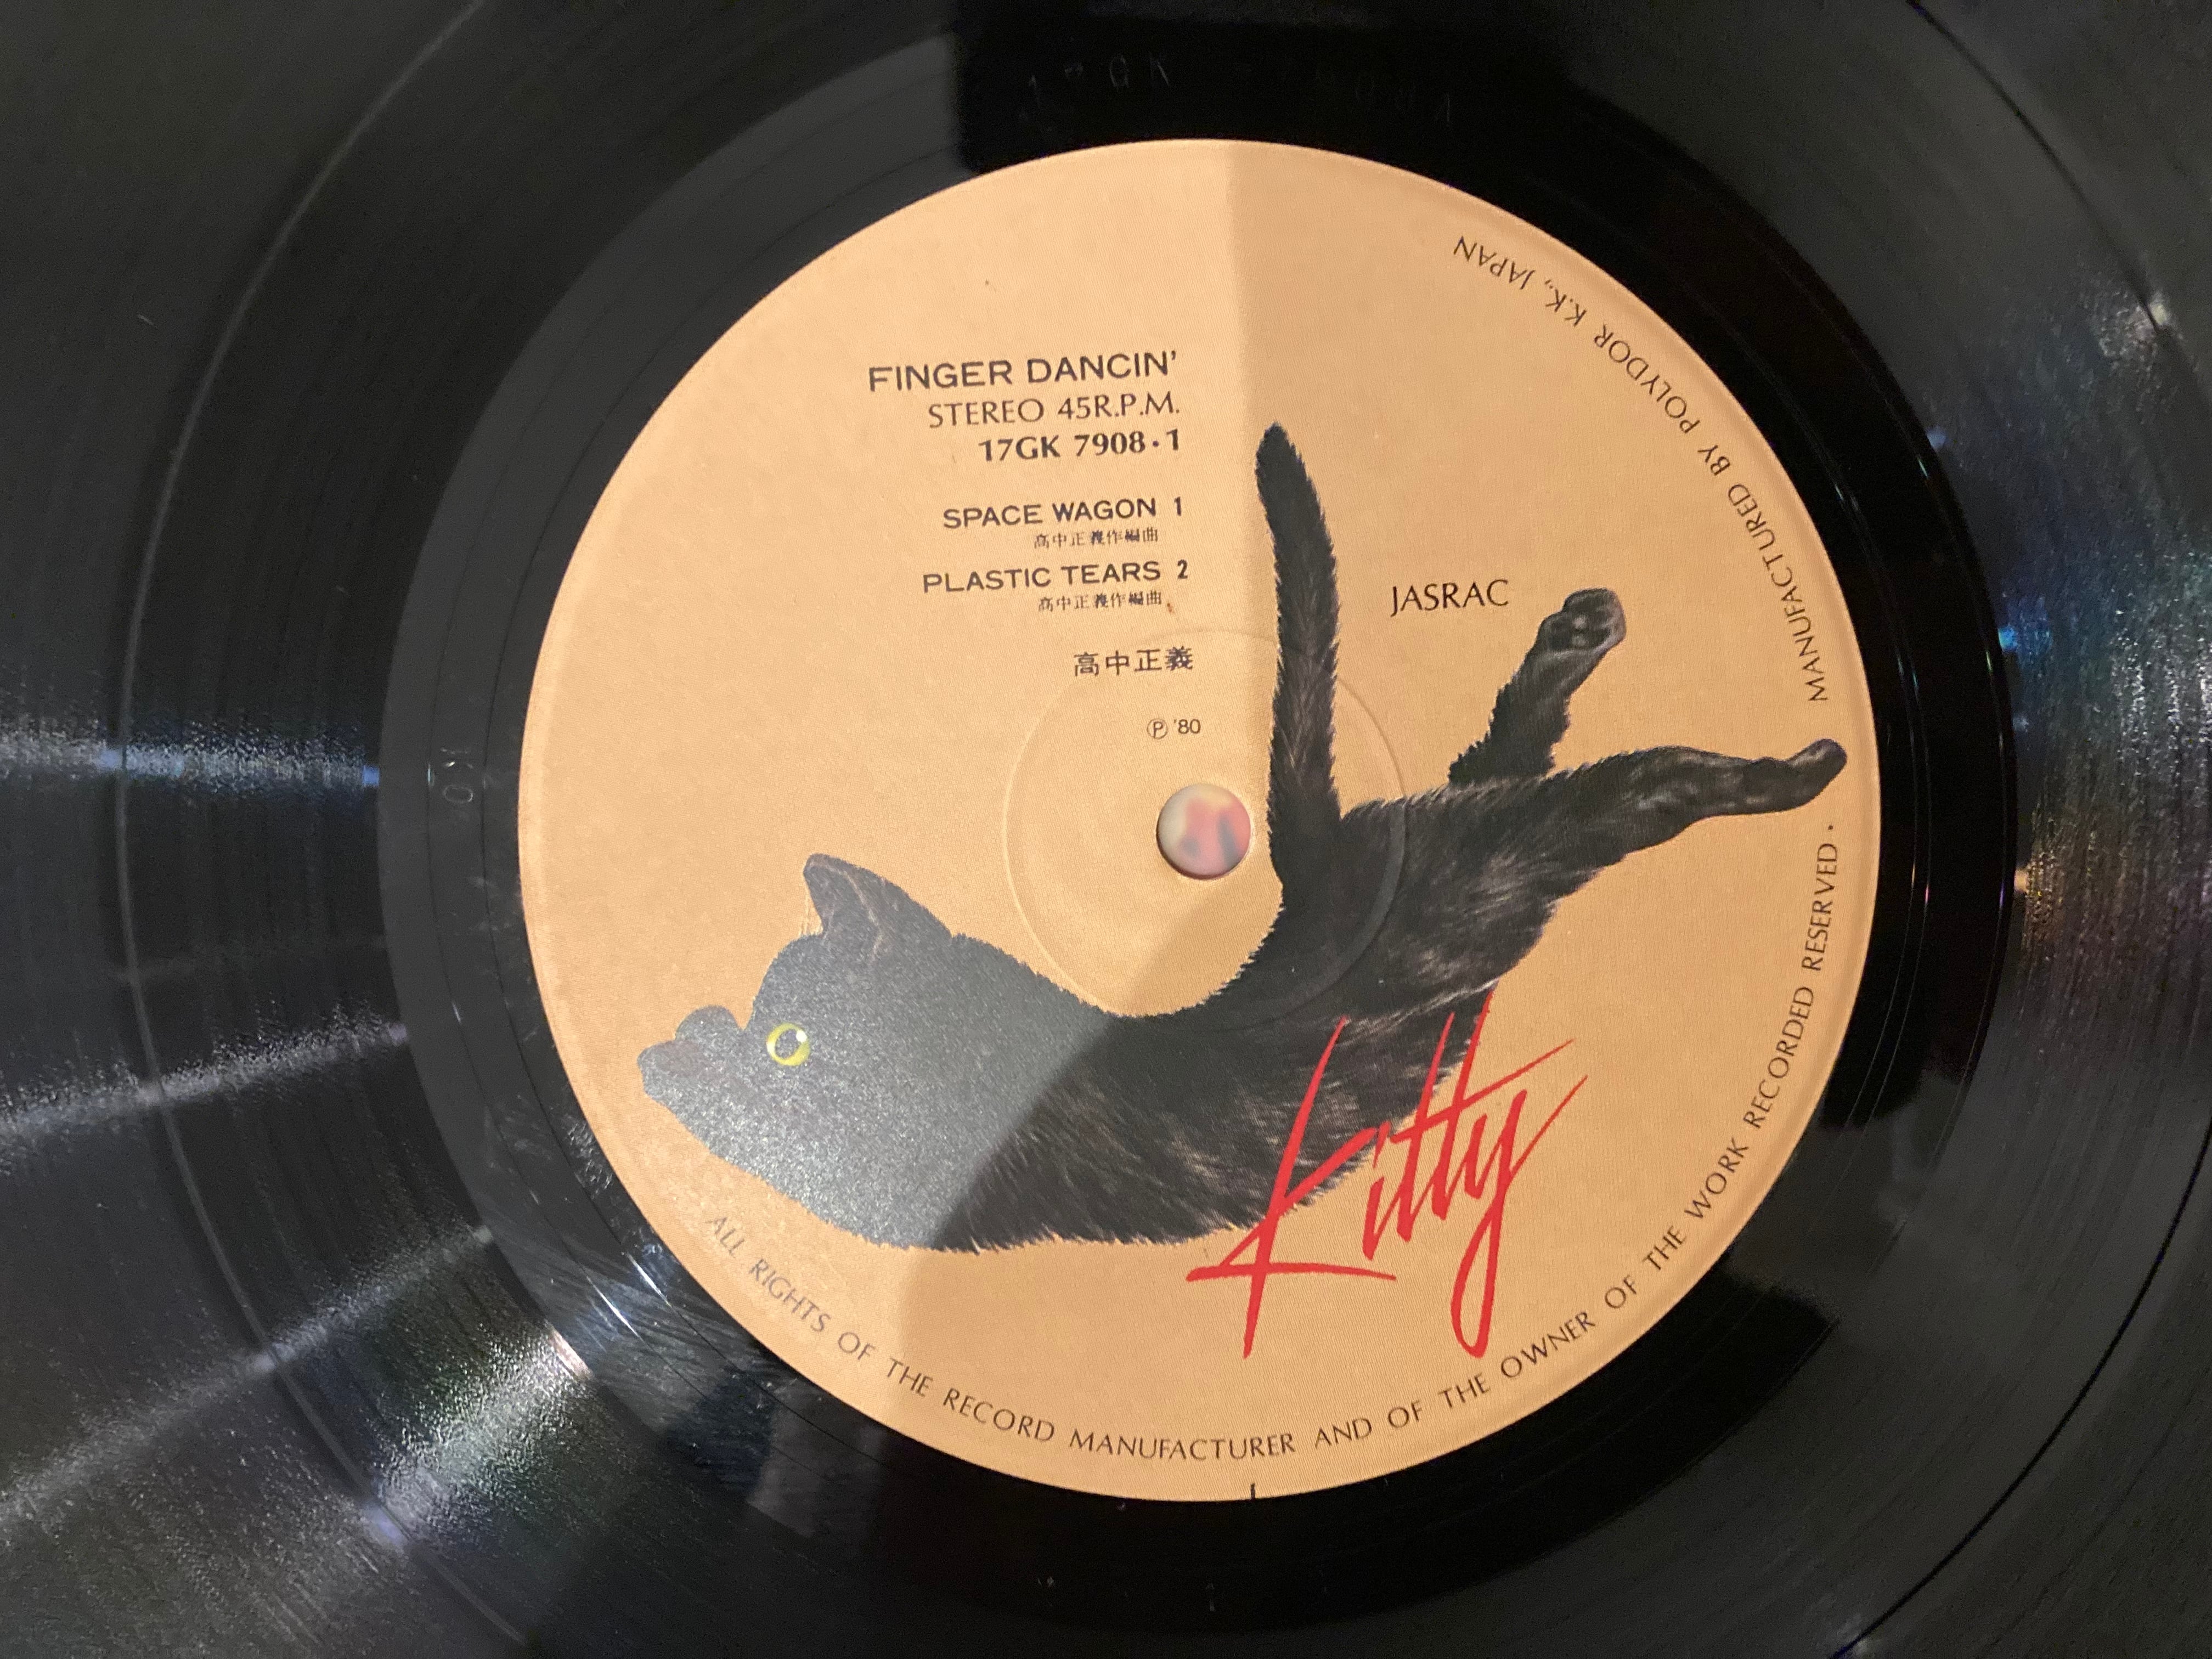 FINGER DANCIN'
STEREO 45R.P.M.
17GK 7908・1
SPACE WAGON 1
高中正義作編曲
PLASTIC TEARS 2
高中正義作編曲
高中正義
Ⓟ '80
JASRAC
Kitty
ALL RIGHTS OF THE RECORD MANUFACTURER AND OF THE OWNER OF THE WORK RECORDED RESERVED.
MANUFACTURED BY POLYDOR K.K., JAPAN